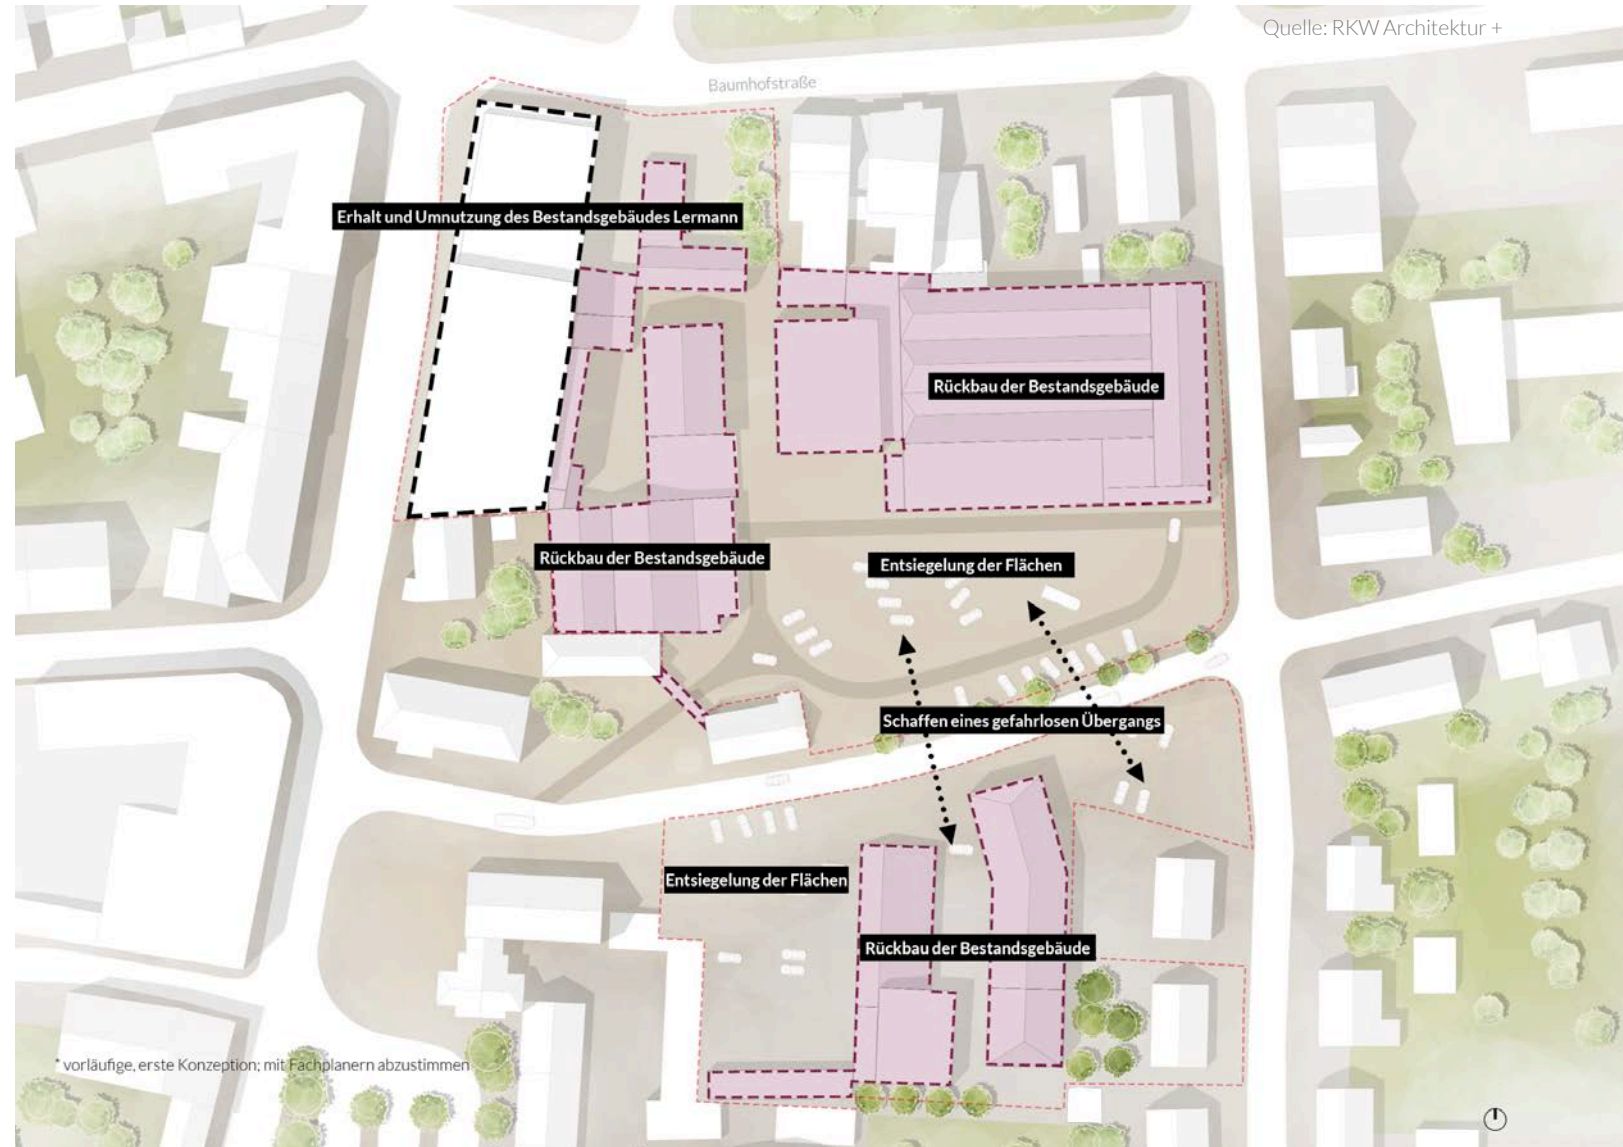 Quelle: RKW Architektur +
Baumhofstraße
Erhalt und Umnutzung des Bestandsgebäudes Lermann
Rückbau der Bestandsgebäude
Rückbau der Bestandsgebäude
Entsiegelung der Flächen
Schaffen eines gefahrlosen Übergangs
Entsiegelung der Flächen
Rückbau der Bestandsgebäude
* vorläufige, erste Konzeption; mit Fachplanern abzustimmen